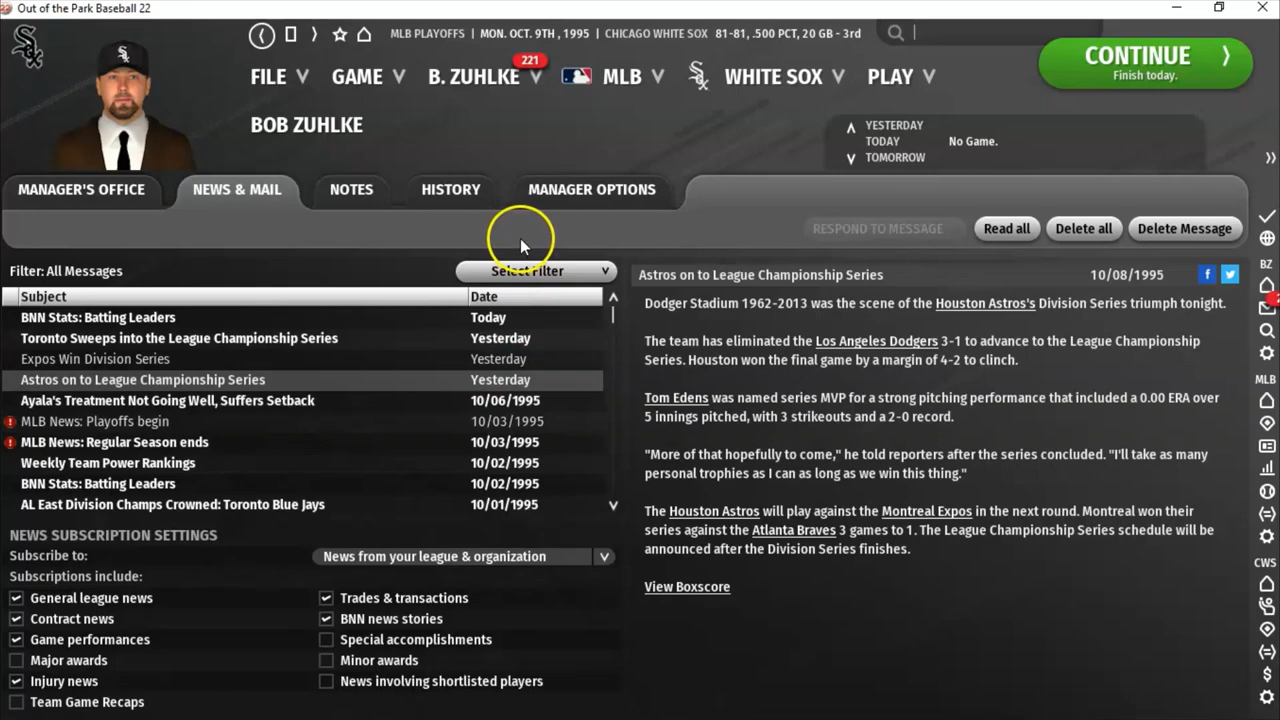 Out of the Park Baseball 22
MLB PLAYOFFS | MON. OCT. 9TH, 1995 | CHICAGO WHITE SOX 81-81, .500 PCT, 20 GB - 3rd
FILE GAME B. ZUHLKE 221 MLB WHITE SOX PLAY
CONTINUE
Finish today.
BOB ZUHLKE
YESTERDAY
TODAY No Game.
TOMORROW
MANAGER'S OFFICE NEWS & MAIL NOTES HISTORY MANAGER OPTIONS
RESPOND TO MESSAGE Read all Delete all Delete Message
Filter: All Messages Select Filter
Subject Date
BNN Stats: Batting Leaders Today
Toronto Sweeps into the League Championship Series Yesterday
Expos Win Division Series Yesterday
Astros on to League Championship Series Yesterday
Ayala's Treatment Not Going Well, Suffers Setback 10/06/1995
MLB News: Playoffs begin 10/03/1995
MLB News: Regular Season ends 10/03/1995
Weekly Team Power Rankings 10/02/1995
BNN Stats: Batting Leaders 10/02/1995
AL East Division Champs Crowned: Toronto Blue Jays 10/01/1995
NEWS SUBSCRIPTION SETTINGS
Subscribe to: News from your league & organization
Subscriptions include:
General league news Trades & transactions
Contract news BNN news stories
Game performances Special accomplishments
Major awards Minor awards
Injury news News involving shortlisted players
Team Game Recaps
Astros on to League Championship Series 10/08/1995
Dodger Stadium 1962-2013 was the scene of the Houston Astros's Division Series triumph tonight.
The team has eliminated the Los Angeles Dodgers 3-1 to advance to the League Championship
Series. Houston won the final game by a margin of 4-2 to clinch.
Tom Edens was named series MVP for a strong pitching performance that included a 0.00 ERA over
5 innings pitched, with 3 strikeouts and a 2-0 record.
"More of that hopefully to come," he told reporters after the series concluded. "I'll take as many
personal trophies as I can as long as we win this thing."
The Houston Astros will play against the Montreal Expos in the next round. Montreal won their
series against the Atlanta Braves 3 games to 1. The League Championship Series schedule will be
announced after the Division Series finishes.
View Boxscore
BZ
MLB
CWS